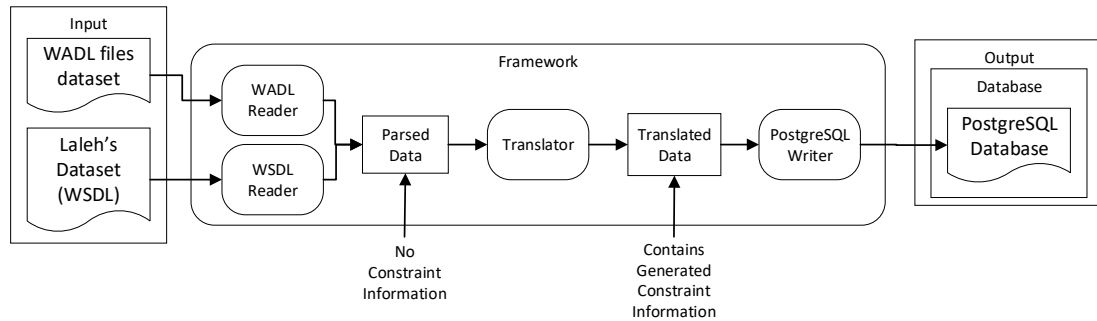 Input
WADL files
dataset
Laleh's
Dataset
(WSDL)
Framework
WADL
Reader
WSDL
Reader
Parsed
Data
Translator
Translated
Data
PostgreSQL
Writer
No
Constraint
Information
Contains
Generated
Constraint
Information
Output
Database
PostgreSQL
Database